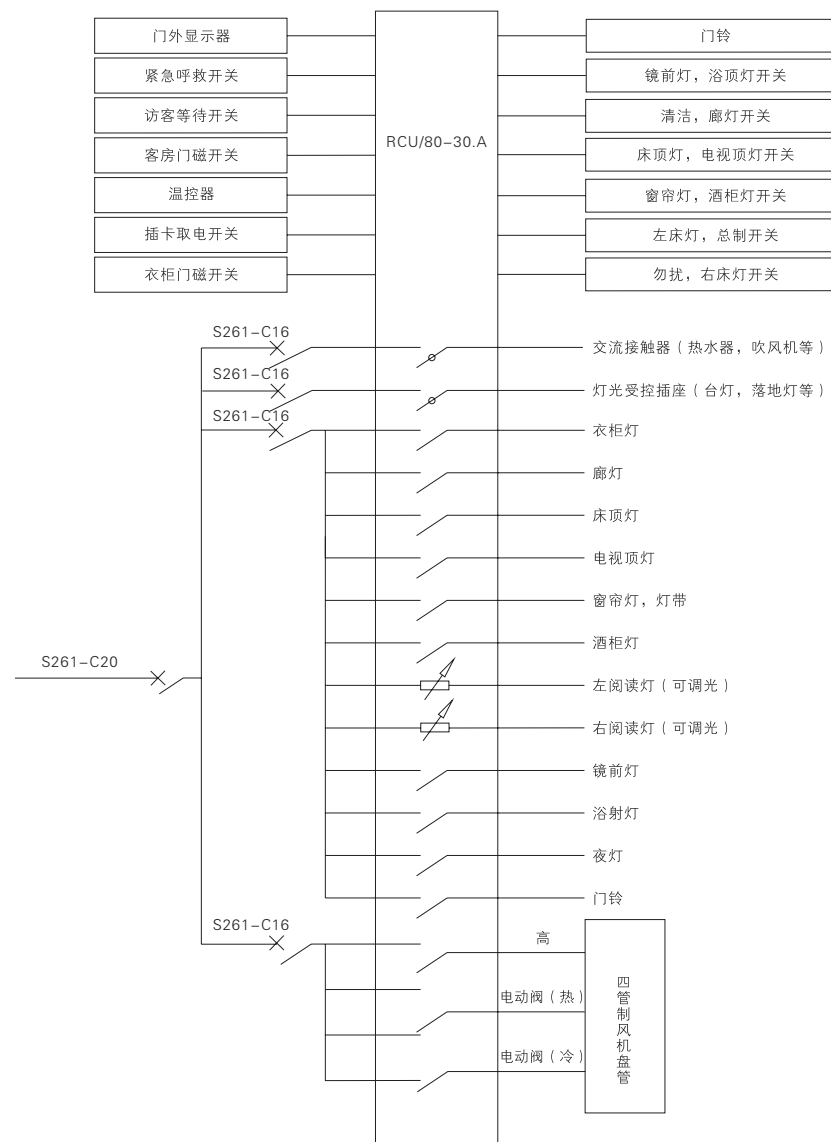 门外显示器
紧急呼救开关
访客等待开关
客房门磁开关
温控器
插卡取电开关
衣柜门磁开关
RCU/80-30.A
门铃
镜前灯，浴顶灯开关
清洁，廊灯开关
床顶灯，电视顶灯开关
窗帘灯，酒柜灯开关
左床灯，总制开关
勿扰，右床灯开关
S261-C16
交流接触器（热水器，吹风机等）
S261-C16
灯光受控插座（台灯，落地灯等）
S261-C16
衣柜灯
廊灯
床顶灯
电视顶灯
窗帘灯，灯带
酒柜灯
S261-C20
左阅读灯（可调光）
右阅读灯（可调光）
镜前灯
浴射灯
夜灯
门铃
S261-C16
高
电动阀（热）
电动阀（冷）
四管制风机盘管